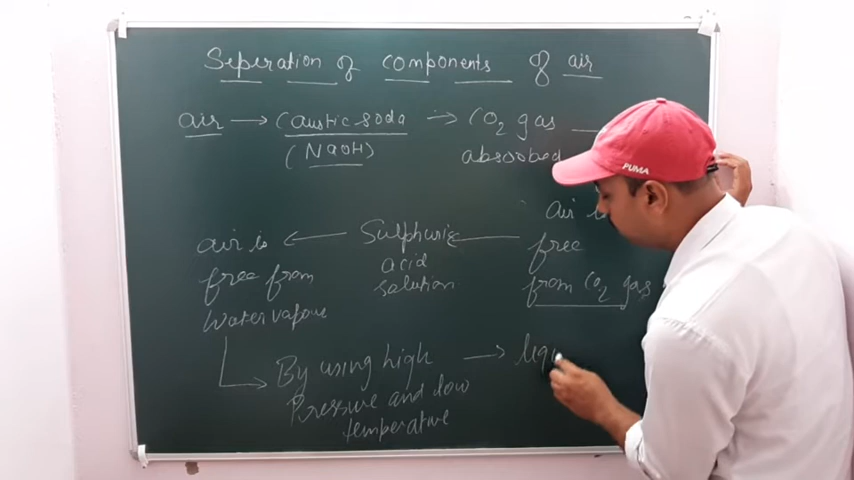 Seperation of components of air
air → Caustic soda → CO2 gas
(NaOH) absorbed
Air is
air is ← Sulphuric ← free
free from acid from CO2 gas
Water vapour solution
By using high → liqu
Pressure and low
temperative
PUMA